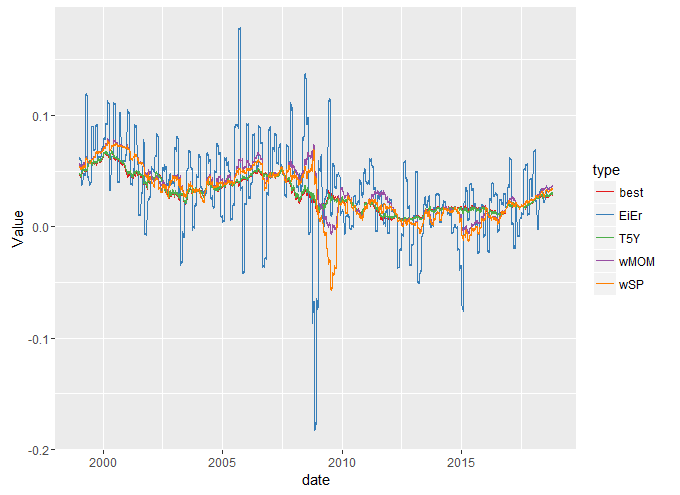 0.1
0.0
-0.1
-0.2
Value
2000
2005
2010
2015
date
type
best
EiEr
T5Y
wMOM
wSP